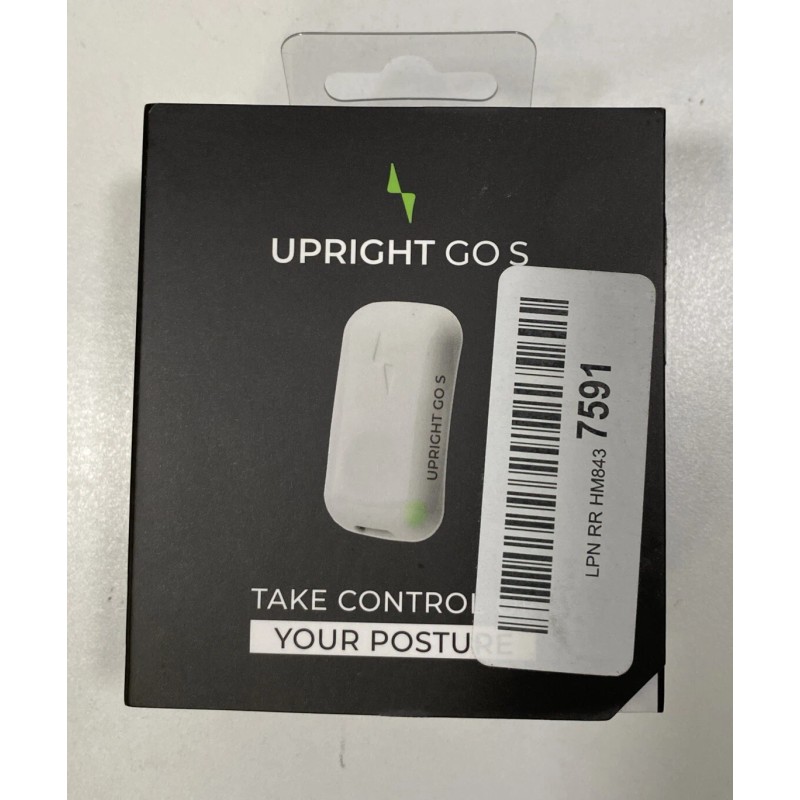 UPRIGHT GO S
UPRIGHT GO S
TAKE CONTROL
YOUR POSTURE
LPN RR HM843 7591